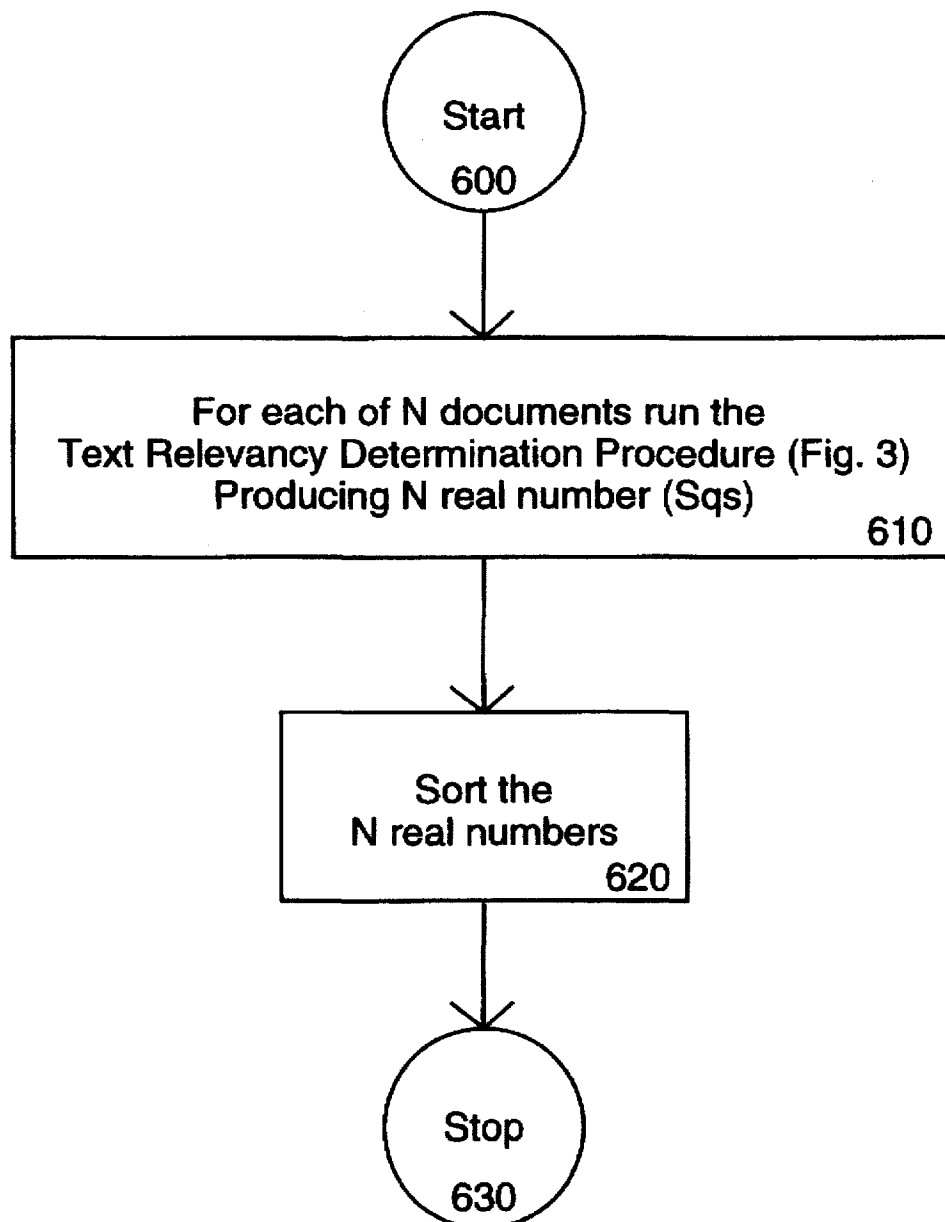 Start
600
For each of N documents run the
Text Relevancy Determination Procedure (Fig. 3)
Producing N real number (Sqs)
610
Sort the
N real numbers
620
Stop
630